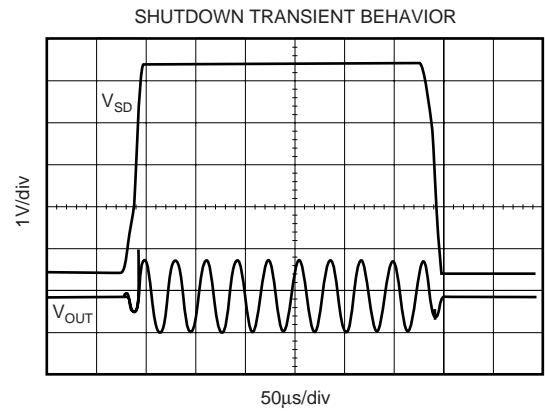 SHUTDOWN TRANSIENT BEHAVIOR
V_SD
1V/div
V_OUT
50µs/div